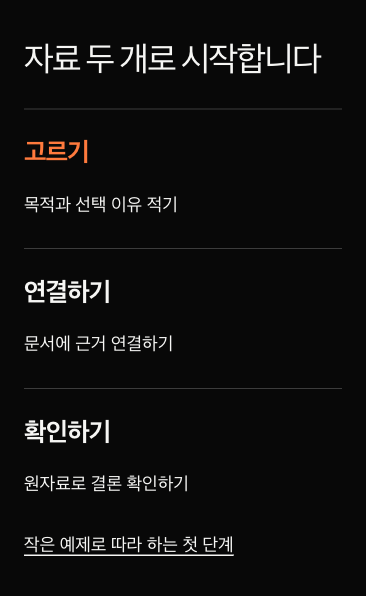 자료 두 개로 시작합니다
고르기
목적과 선택 이유 적기
연결하기
문서에 근거 연결하기
확인하기
원자료로 결론 확인하기
작은 예제로 따라 하는 첫 단계